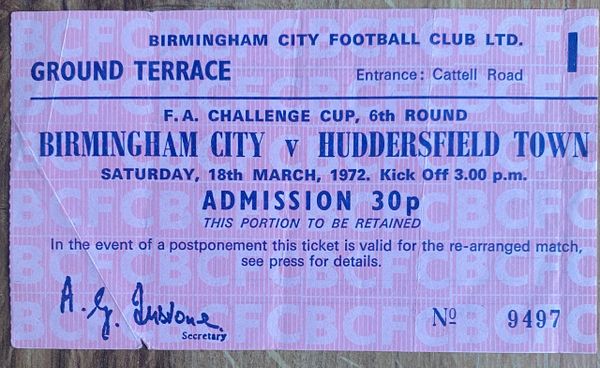 BIRMINGHAM CITY FOOTBALL CLUB LTD.
I
GROUND TERRACE
Entrance: Cattell Road
F.A. CHALLENGE CUP, 6th ROUND
BIRMINGHAM CITY v HUDDERSFIELD TOWN
SATURDAY, 18th MARCH, 1972. Kick Off 3.00 p.m.
ADMISSION 30p
THIS PORTION TO BE RETAINED
In the event of a postponement this ticket is valid for the re-arranged match,
see press for details.
A. G.
Secretary
Nº 9497